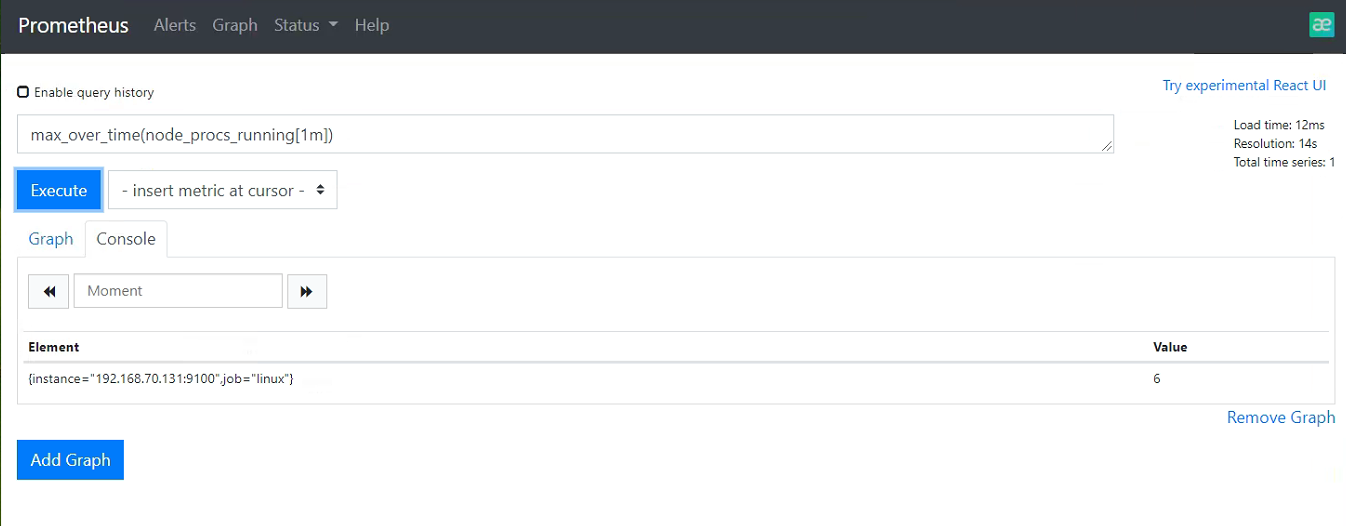 Prometheus Alerts Graph Status Help
æ
Enable query history
Try experimental React UI
max_over_time(node_procs_running[1m])
Load time: 12ms
Resolution: 14s
Total time series: 1
Execute
- insert metric at cursor -
Graph Console
Moment
Element Value
{instance="192.168.70.131:9100",job="linux"} 6
Remove Graph
Add Graph